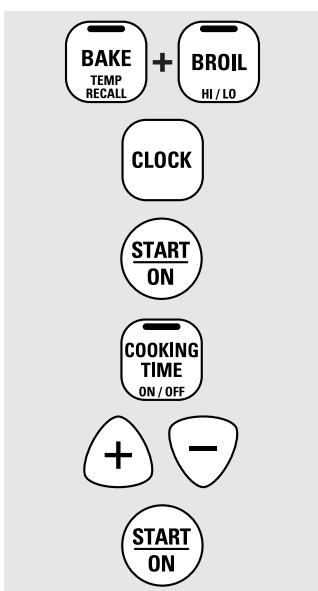 BAKE + BROIL
TEMP
RECALL HI / LO
CLOCK
START
ON
COOKING
TIME
ON / OFF
+ −
START
ON